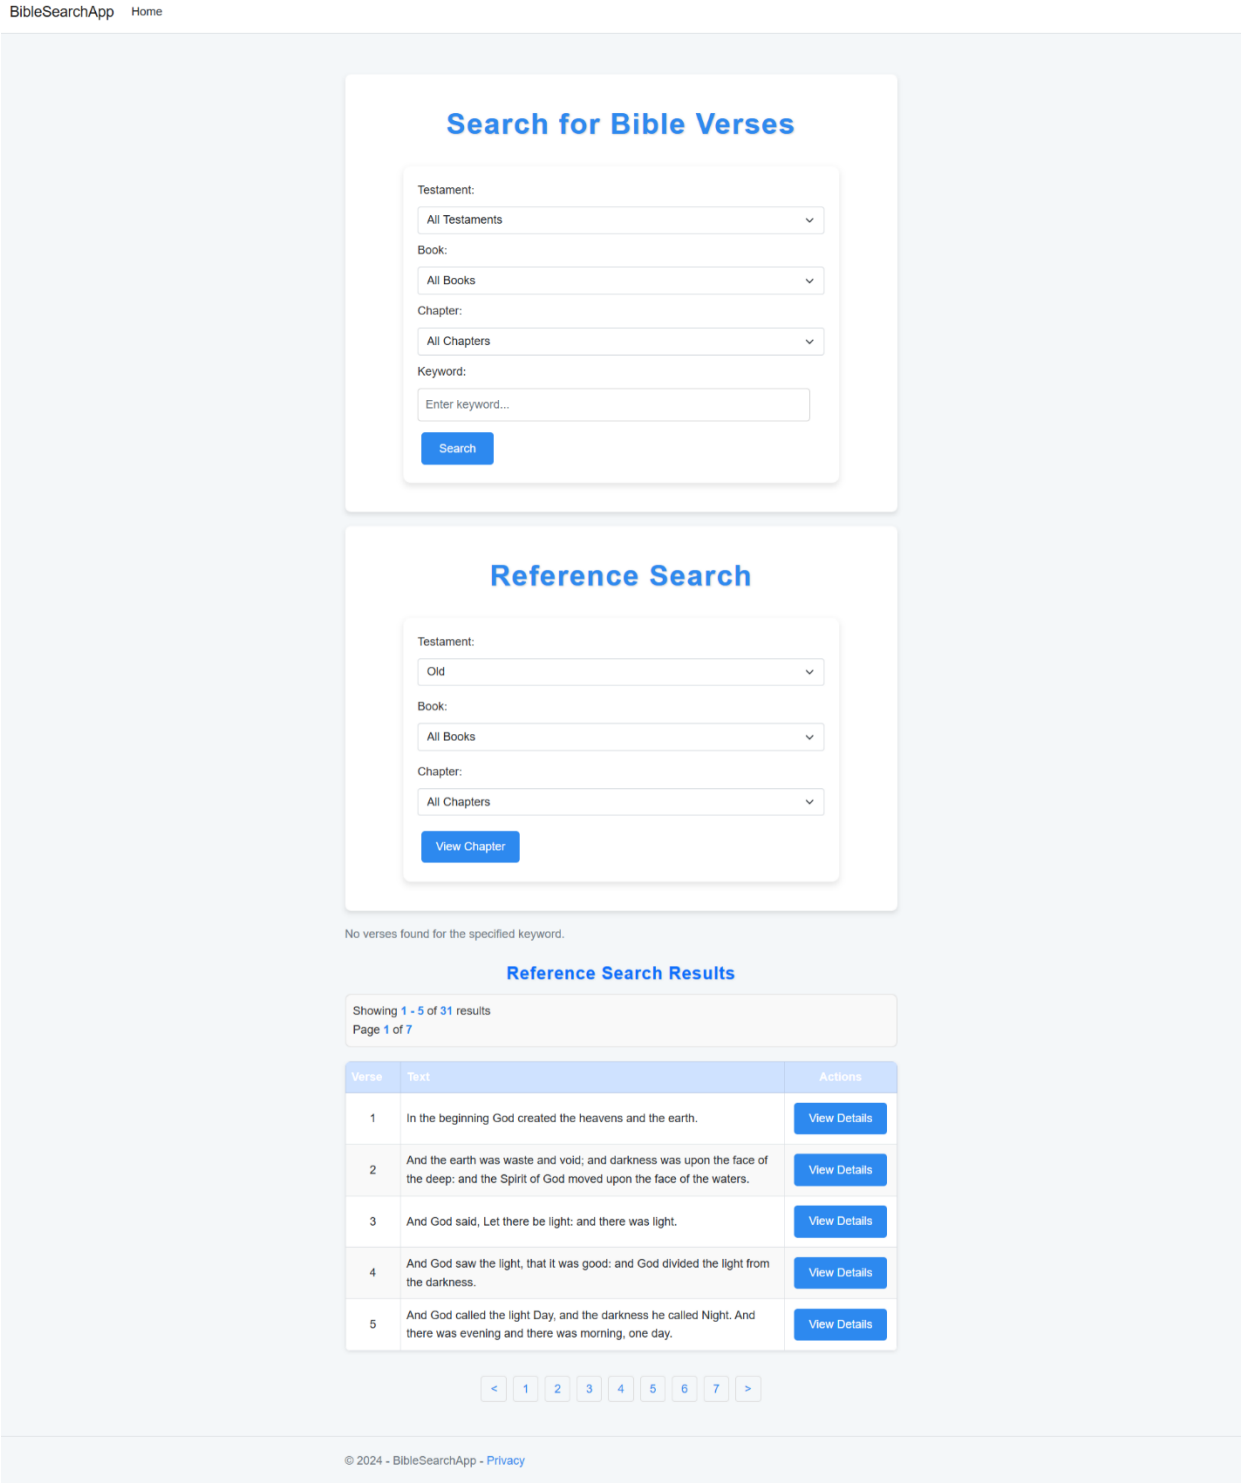 BibleSearchApp Home
Search for Bible Verses
Testament:
All Testaments
Book:
All Books
Chapter:
All Chapters
Keyword:
Enter keyword...
Search
Reference Search
Testament:
Old
Book:
All Books
Chapter:
All Chapters
View Chapter
No verses found for the specified keyword.
Reference Search Results
Showing 1 - 5 of 31 results
Page 1 of 7
Verse Text Actions
1 In the beginning God created the heavens and the earth. View Details
2 And the earth was waste and void; and darkness was upon the face of
the deep: and the Spirit of God moved upon the face of the waters. View Details
3 And God said, Let there be light: and there was light. View Details
4 And God saw the light, that it was good: and God divided the light from
the darkness. View Details
5 And God called the light Day, and the darkness he called Night. And
there was evening and there was morning, one day. View Details
< 1 2 3 4 5 6 7 >
© 2024 - BibleSearchApp - Privacy